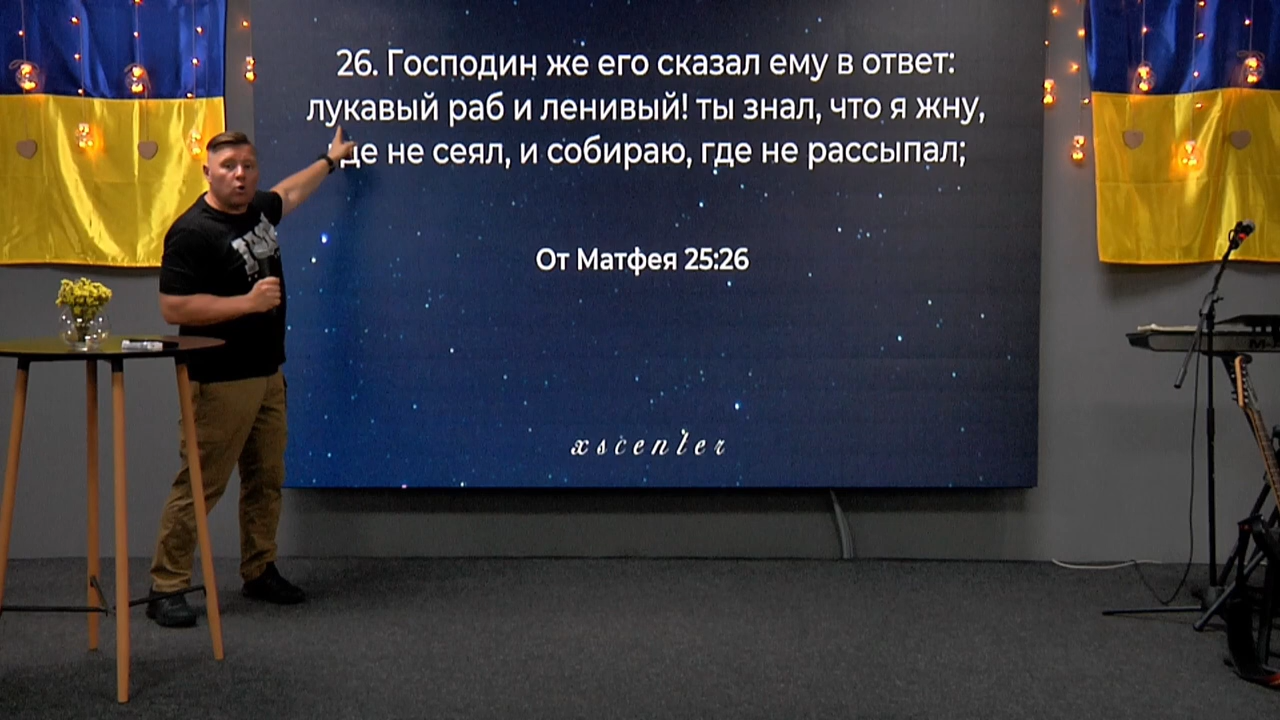 26. Господин же его сказал ему в ответ:
лукавый раб и ленивый! ты знал, что я жну,
где не сеял, и собираю, где не рассыпал;
От Матфея 25:26
xscenter